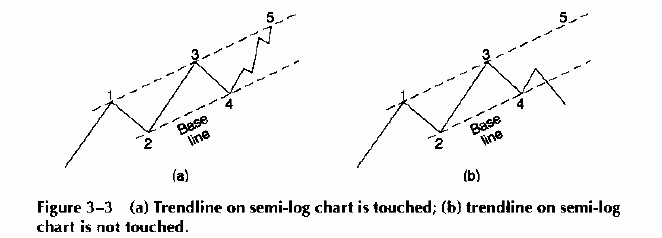 5
3
1
4
2
Base
line
(a)
5
3
1
4
2
Base
line
(b)
Figure 3–3 (a) Trendline on semi-log chart is touched; (b) trendline on semi-log
chart is not touched.